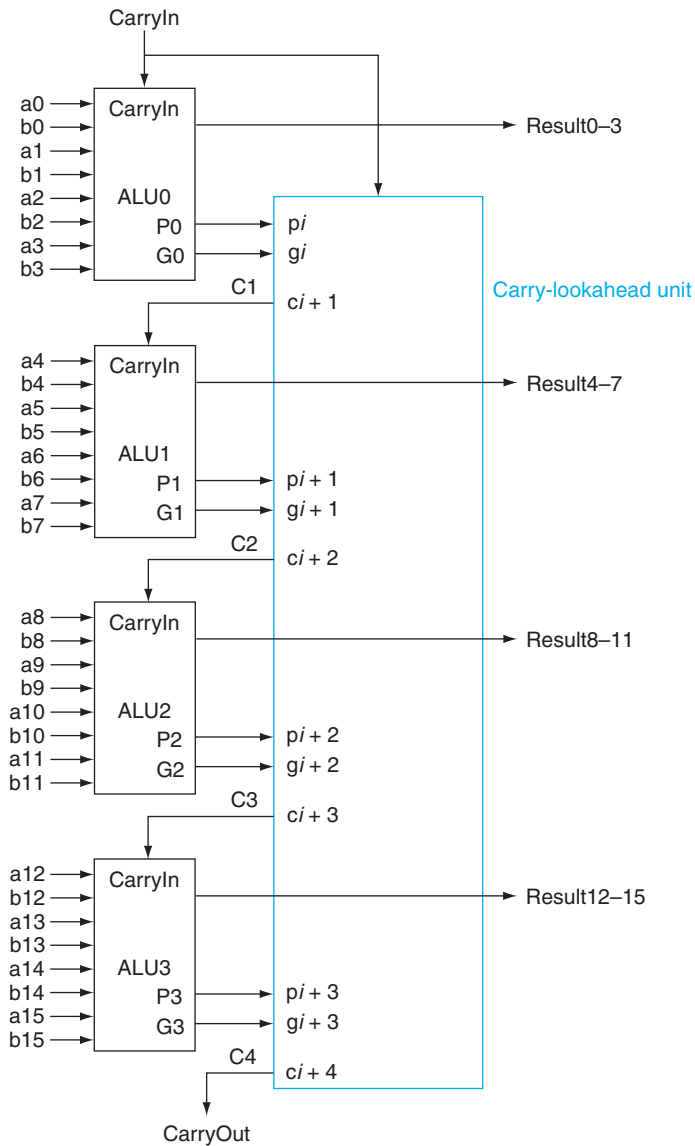 CarryIn
a0
b0
a1
b1
a2
b2
a3
b3
CarryIn
ALU0
P0
G0
Result0–3
pi
gi
C1
ci + 1
Carry-lookahead unit
a4
b4
a5
b5
a6
b6
a7
b7
CarryIn
ALU1
P1
G1
Result4–7
pi + 1
gi + 1
C2
ci + 2
a8
b8
a9
b9
a10
b10
a11
b11
CarryIn
ALU2
P2
G2
Result8–11
pi + 2
gi + 2
C3
ci + 3
a12
b12
a13
b13
a14
b14
a15
b15
CarryIn
ALU3
P3
G3
Result12–15
pi + 3
gi + 3
C4
ci + 4
CarryOut